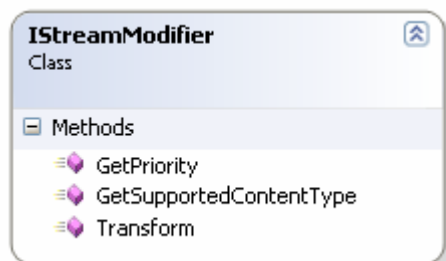 IStreamModifier
Class
Methods
GetPriority
GetSupportedContentType
Transform